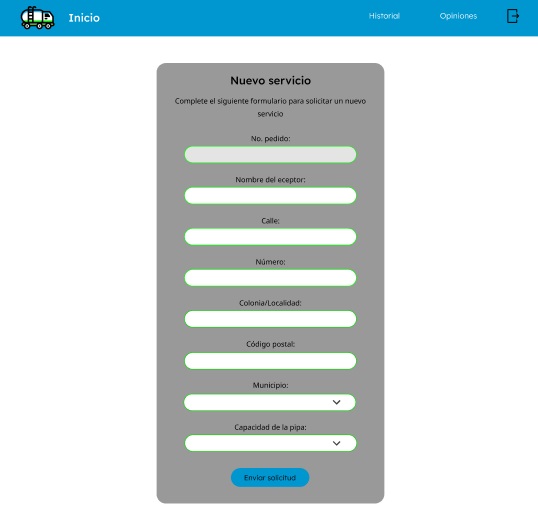 Inicio
Historial
Opiniones
Nuevo servicio
Complete el siguiente formulario para solicitar un nuevo
servicio
No. pedido:
Nombre del eceptor:
Calle:
Número:
Colonia/Localidad:
Código postal:
Municipio:
Capacidad de la pipa:
Enviar solicitud